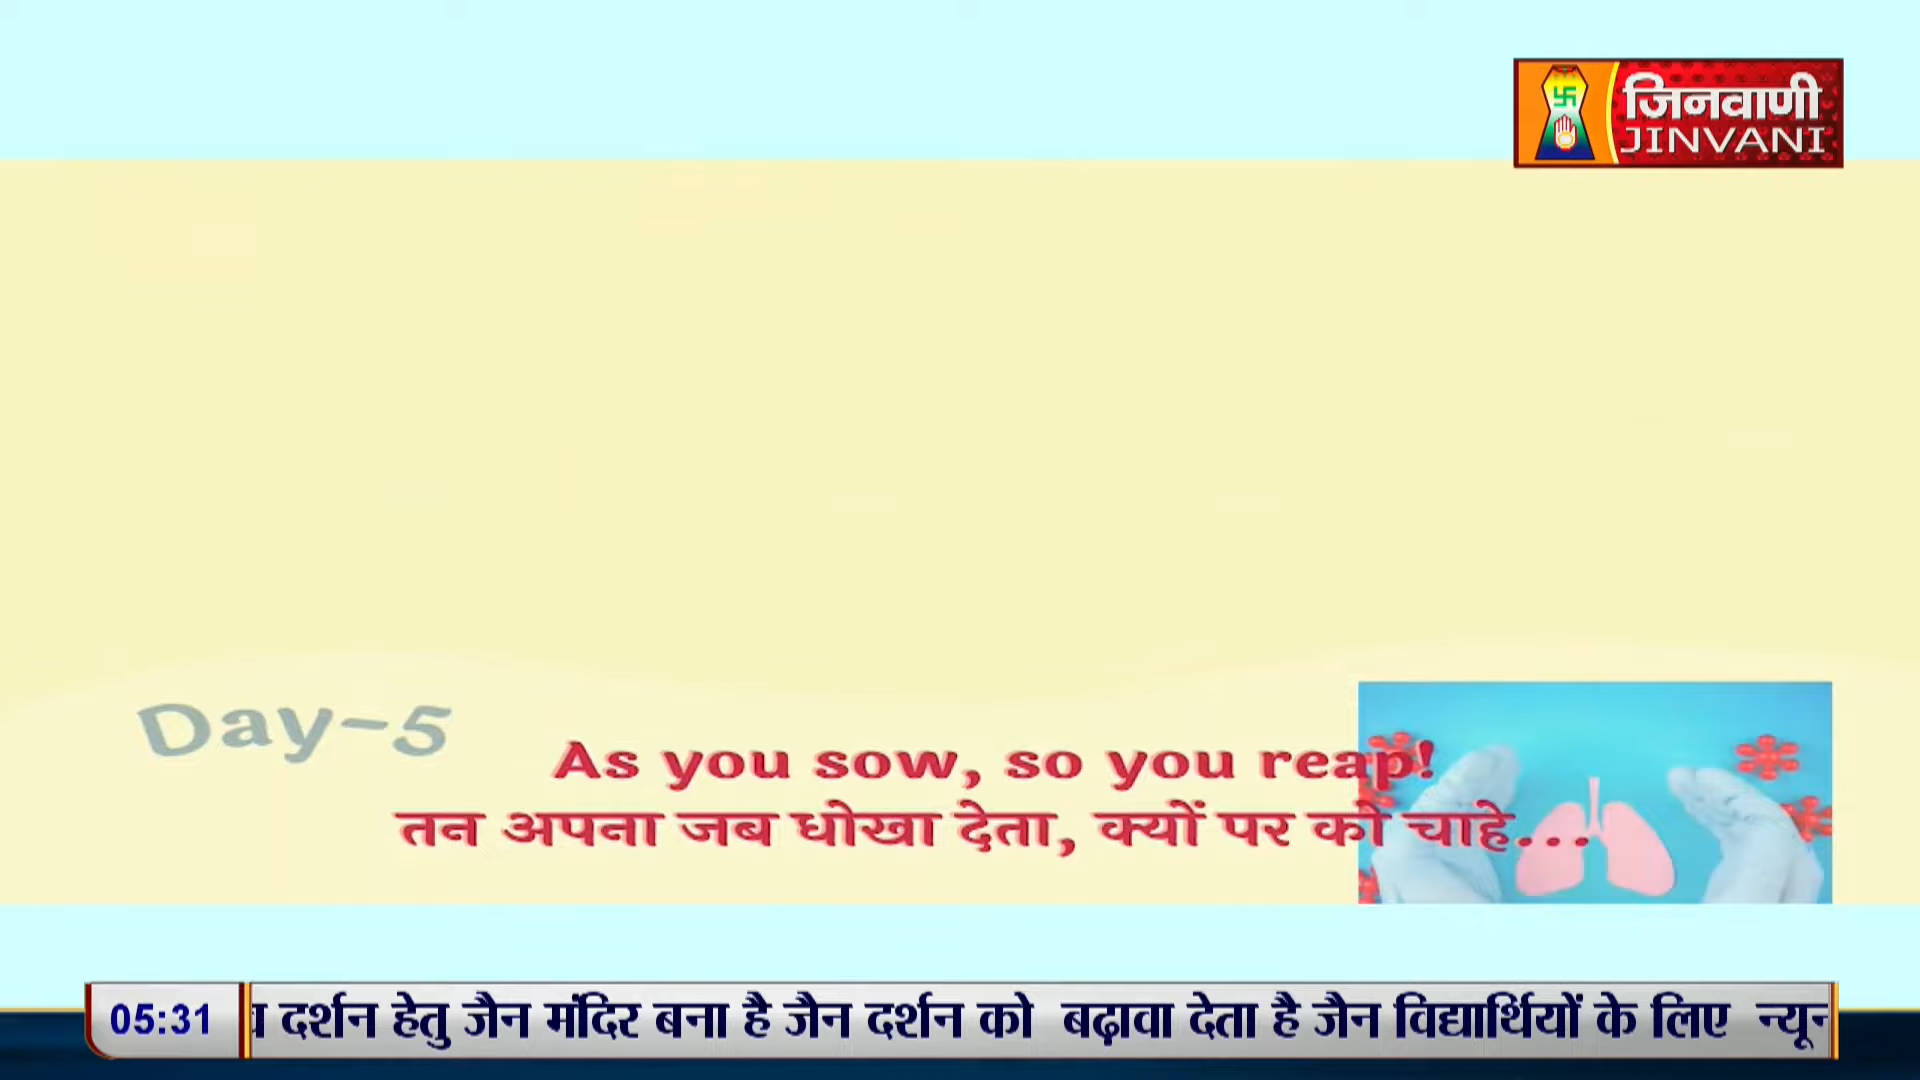 जिनवाणी
JINVANI
Day-5
As you sow, so you reap!
तन अपना जब धोखा देता, क्यों पर को चाहे...
05:31
दर्शन हेतु जैन मंदिर बना है जैन दर्शन को बढ़ावा देता है जैन विद्यार्थियों के लिए